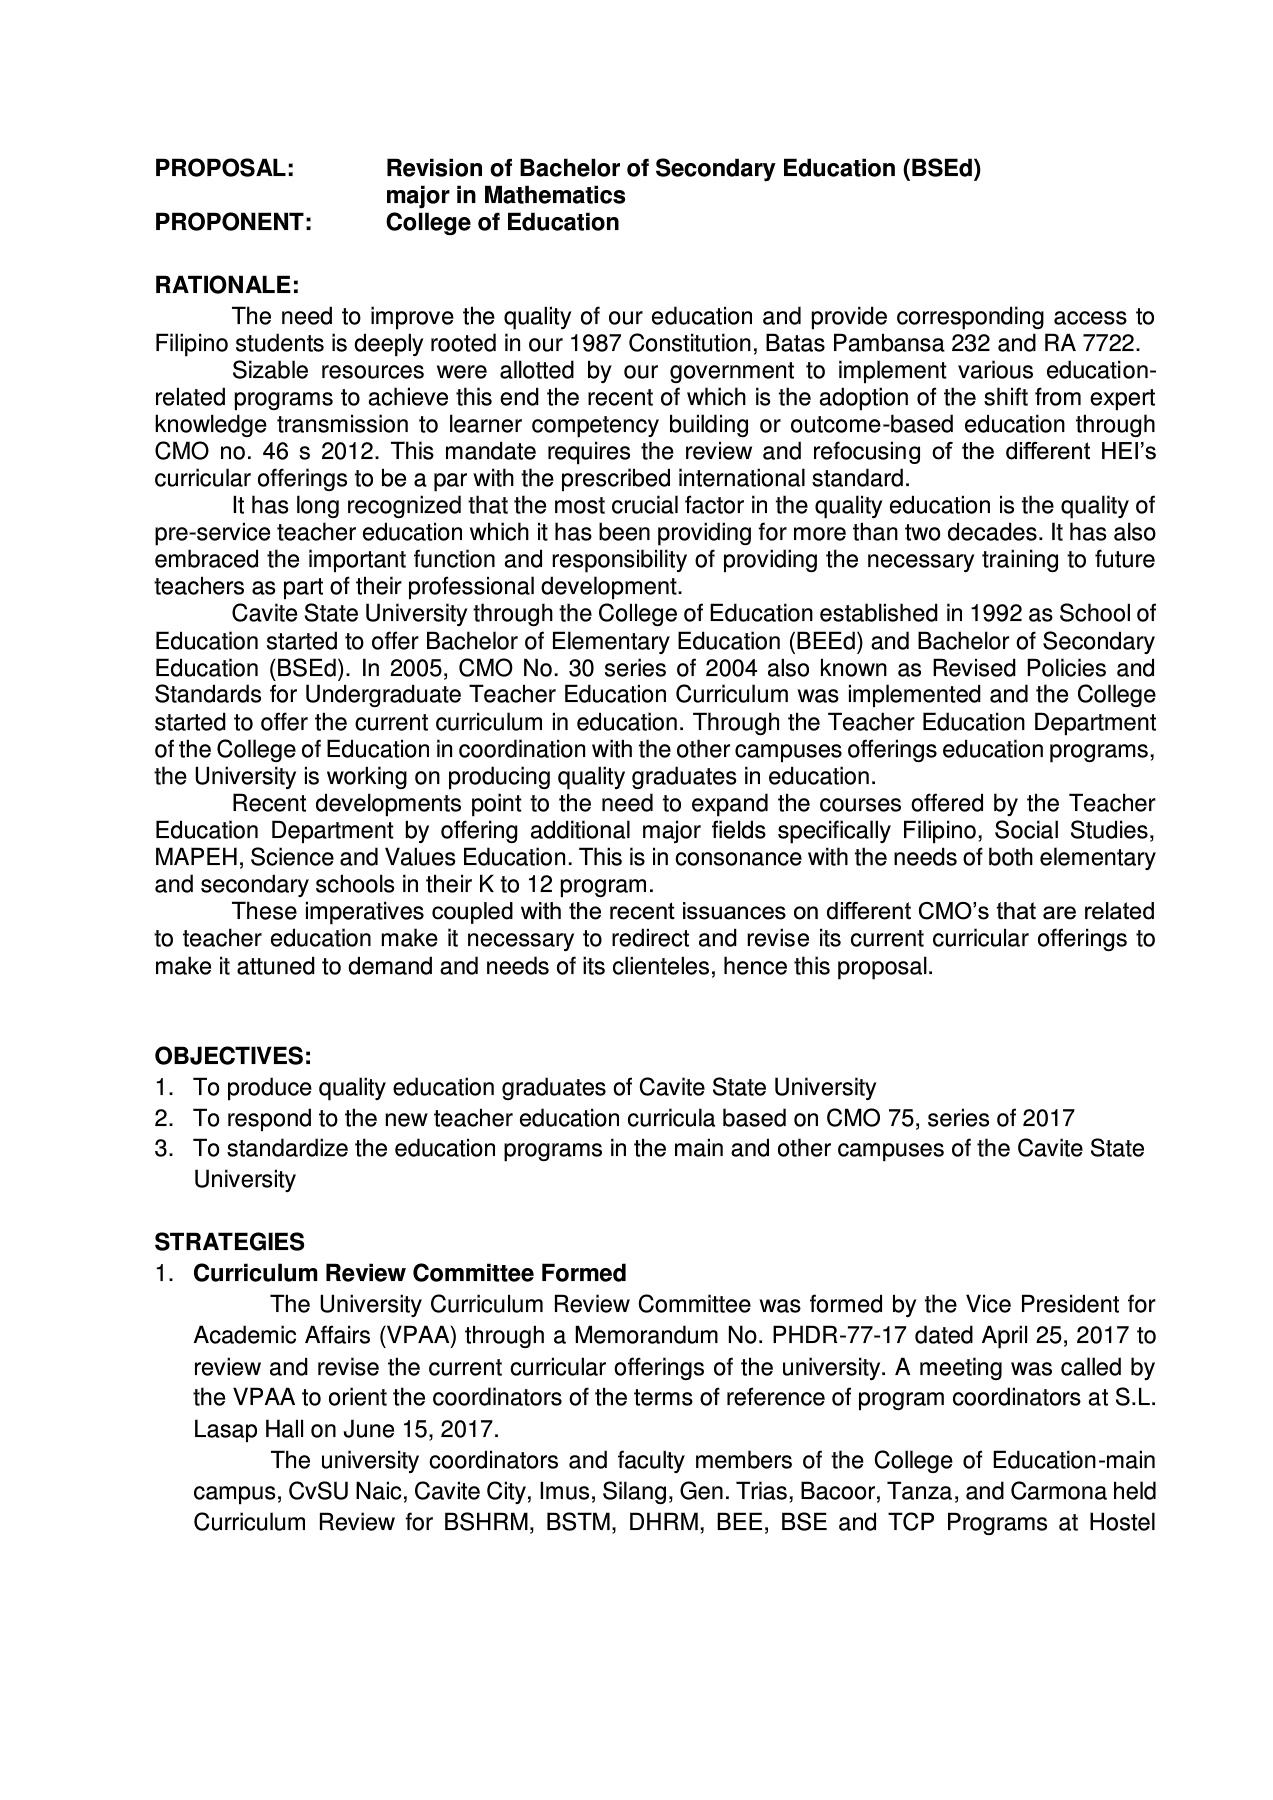 PROPOSAL: Revision of Bachelor of Secondary Education (BSEd)
major in Mathematics
PROPONENT: College of Education
RATIONALE:
The need to improve the quality of our education and provide corresponding access to
Filipino students is deeply rooted in our 1987 Constitution, Batas Pambansa 232 and RA 7722.
Sizable resources were allotted by our government to implement various education-
related programs to achieve this end the recent of which is the adoption of the shift from expert
knowledge transmission to learner competency building or outcome-based education through
CMO no. 46 s 2012. This mandate requires the review and refocusing of the different HEI’s
curricular offerings to be a par with the prescribed international standard.
It has long recognized that the most crucial factor in the quality education is the quality of
pre-service teacher education which it has been providing for more than two decades. It has also
embraced the important function and responsibility of providing the necessary training to future
teachers as part of their professional development.
Cavite State University through the College of Education established in 1992 as School of
Education started to offer Bachelor of Elementary Education (BEEd) and Bachelor of Secondary
Education (BSEd). In 2005, CMO No. 30 series of 2004 also known as Revised Policies and
Standards for Undergraduate Teacher Education Curriculum was implemented and the College
started to offer the current curriculum in education. Through the Teacher Education Department
of the College of Education in coordination with the other campuses offerings education programs,
the University is working on producing quality graduates in education.
Recent developments point to the need to expand the courses offered by the Teacher
Education Department by offering additional major fields specifically Filipino, Social Studies,
MAPEH, Science and Values Education. This is in consonance with the needs of both elementary
and secondary schools in their K to 12 program.
These imperatives coupled with the recent issuances on different CMO’s that are related
to teacher education make it necessary to redirect and revise its current curricular offerings to
make it attuned to demand and needs of its clienteles, hence this proposal.
OBJECTIVES:
1. To produce quality education graduates of Cavite State University
2. To respond to the new teacher education curricula based on CMO 75, series of 2017
3. To standardize the education programs in the main and other campuses of the Cavite State
University
STRATEGIES
1. Curriculum Review Committee Formed
The University Curriculum Review Committee was formed by the Vice President for
Academic Affairs (VPAA) through a Memorandum No. PHDR-77-17 dated April 25, 2017 to
review and revise the current curricular offerings of the university. A meeting was called by
the VPAA to orient the coordinators of the terms of reference of program coordinators at S.L.
Lasap Hall on June 15, 2017.
The university coordinators and faculty members of the College of Education-main
campus, CvSU Naic, Cavite City, Imus, Silang, Gen. Trias, Bacoor, Tanza, and Carmona held
Curriculum Review for BSHRM, BSTM, DHRM, BEE, BSE and TCP Programs at Hostel